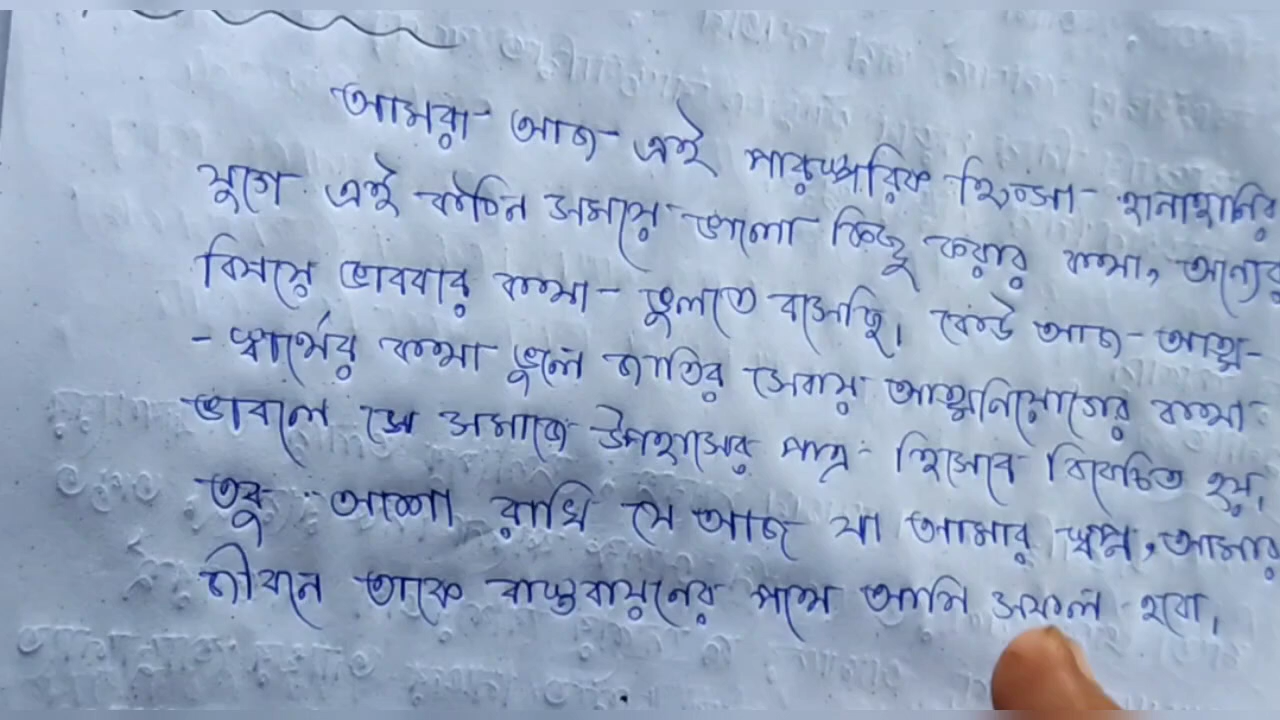 আমরা আজ এই পারস্পরিক হিংসা হানাহানির
যুগে এই কঠিন সময়ে ভালো কিছু করার কথা, অন্যের
বিষয়ে ভাববার কথা ভুলতে বসেছি। কেউ আজ আত্ম-
-স্বার্থের কথা ভুলে জাতির সেবায় আত্মনিয়োগের কথা
ভাবলে সে সমাজে উপহাসের পাত্র হিসেবে বিবেচিত হয়।
তবু আশা রাখি যে আজ যা আমার স্বপ্ন, আমার
জীবনে তাকে বাস্তবায়নের পথে আমি সফল হবো।